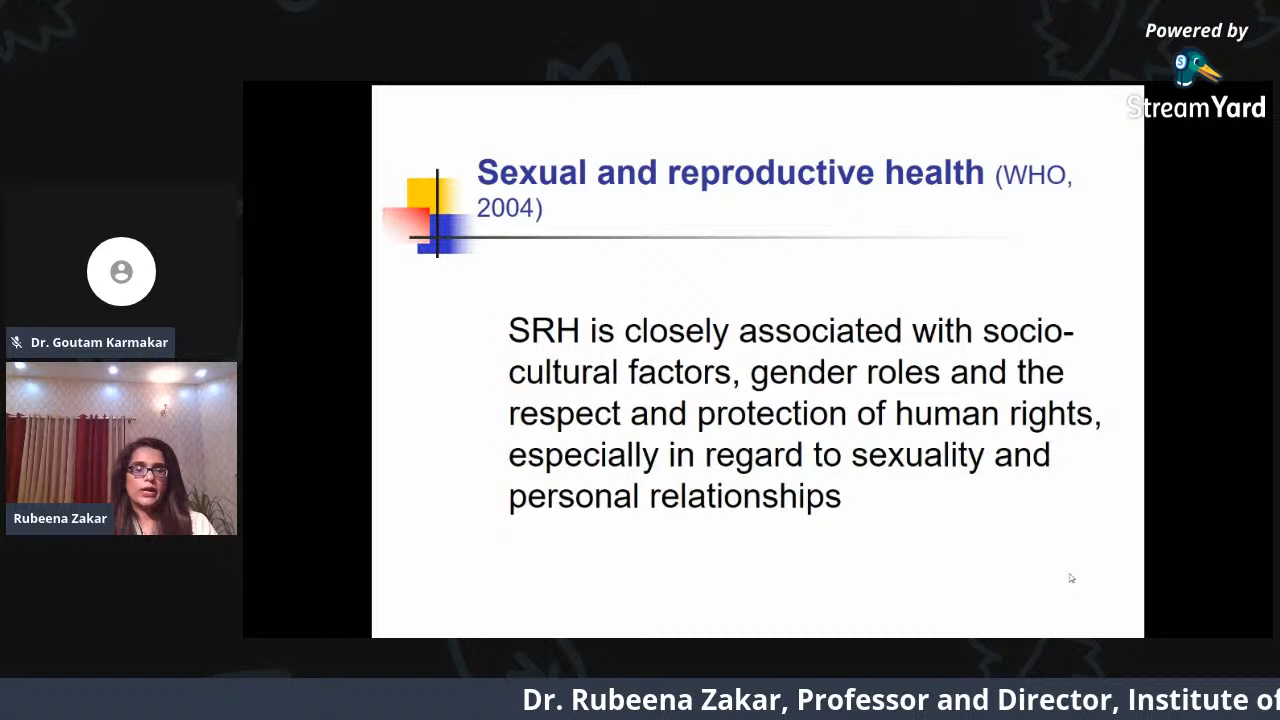 Powered by
StreamYard
Sexual and reproductive health (WHO,
2004)
SRH is closely associated with socio-
cultural factors, gender roles and the
respect and protection of human rights,
especially in regard to sexuality and
personal relationships
Dr. Goutam Karmakar
Rubeena Zakar
Dr. Rubeena Zakar, Professor and Director, Institute of